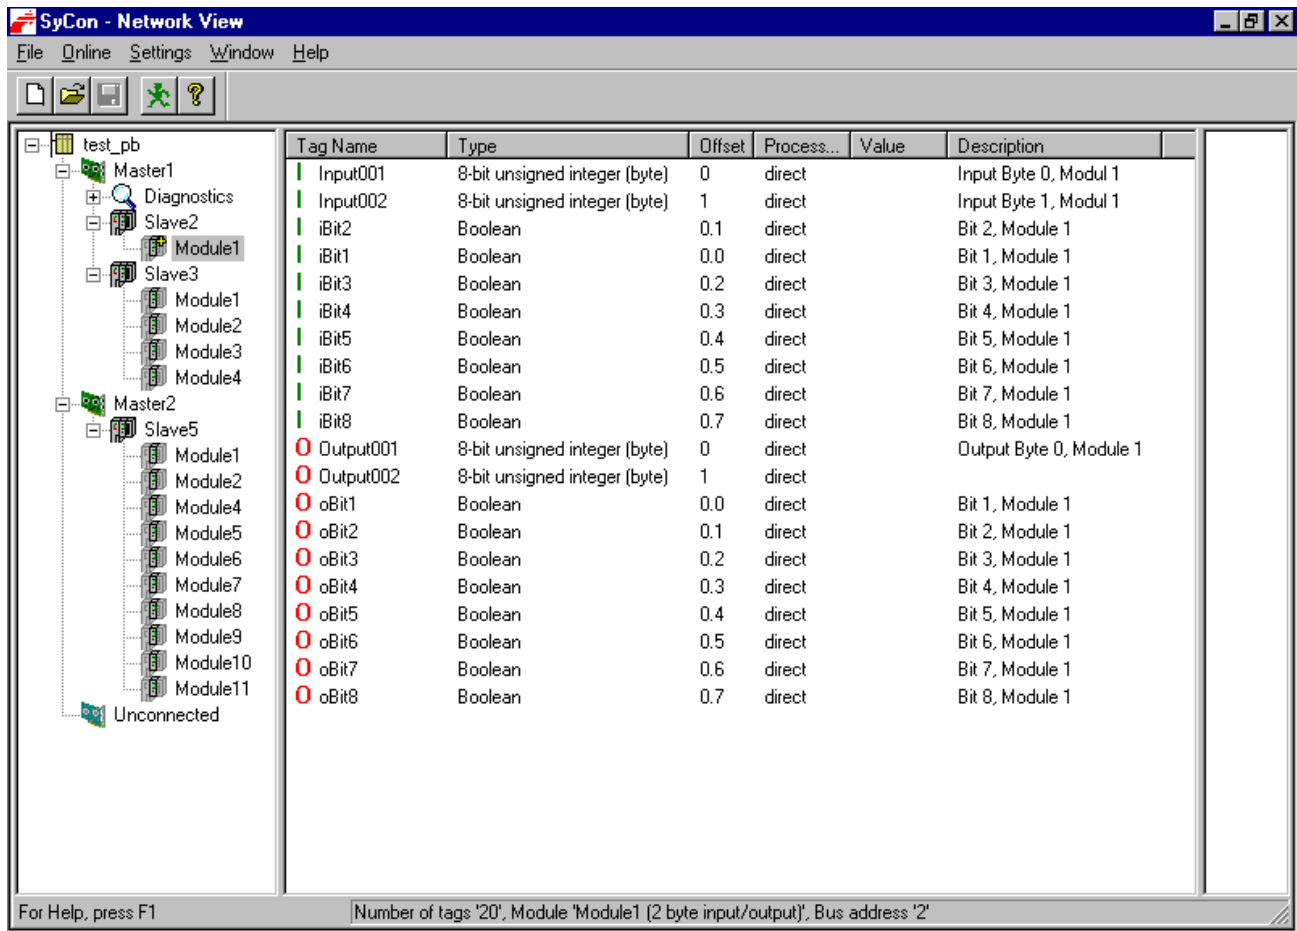 SyCon - Network View
File Online Settings Window Help
test_pb
Master1
Diagnostics
Slave2
Module1
Slave3
Module1
Module2
Module3
Module4
Master2
Slave5
Module1
Module2
Module4
Module5
Module6
Module7
Module8
Module9
Module10
Module11
Unconnected
Tag Name Type Offset Process... Value Description
I Input001 8-bit unsigned integer (byte) 0 direct Input Byte 0, Modul 1
I Input002 8-bit unsigned integer (byte) 1 direct Input Byte 1, Modul 1
I iBit2 Boolean 0.1 direct Bit 2, Module 1
I iBit1 Boolean 0.0 direct Bit 1, Module 1
I iBit3 Boolean 0.2 direct Bit 3, Module 1
I iBit4 Boolean 0.3 direct Bit 4, Module 1
I iBit5 Boolean 0.4 direct Bit 5, Module 1
I iBit6 Boolean 0.5 direct Bit 6, Module 1
I iBit7 Boolean 0.6 direct Bit 7, Module 1
I iBit8 Boolean 0.7 direct Bit 8, Module 1
O Output001 8-bit unsigned integer (byte) 0 direct Output Byte 0, Module 1
O Output002 8-bit unsigned integer (byte) 1 direct
O oBit1 Boolean 0.0 direct Bit 1, Module 1
O oBit2 Boolean 0.1 direct Bit 2, Module 1
O oBit3 Boolean 0.2 direct Bit 3, Module 1
O oBit4 Boolean 0.3 direct Bit 4, Module 1
O oBit5 Boolean 0.4 direct Bit 5, Module 1
O oBit6 Boolean 0.5 direct Bit 6, Module 1
O oBit7 Boolean 0.6 direct Bit 7, Module 1
O oBit8 Boolean 0.7 direct Bit 8, Module 1
For Help, press F1 Number of tags '20', Module 'Module1 (2 byte input/output)', Bus address '2'